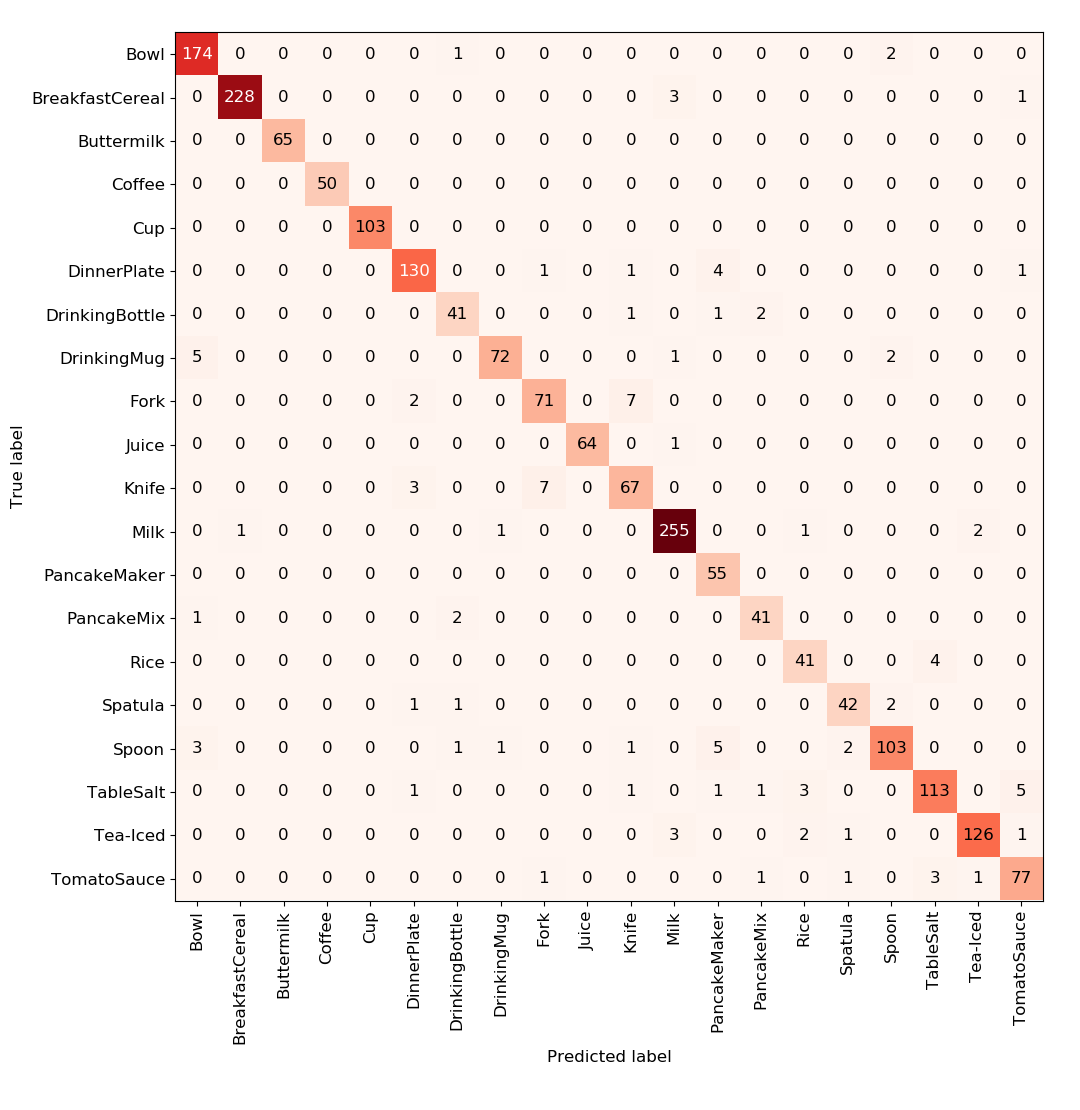 Bowl 174 0 0 0 0 0 1 0 0 0 0 0 0 0 0 0 2 0 0 0
BreakfastCereal 0 228 0 0 0 0 0 0 0 0 0 3 0 0 0 0 0 0 0 1
Buttermilk 0 0 65 0 0 0 0 0 0 0 0 0 0 0 0 0 0 0 0 0
Coffee 0 0 0 50 0 0 0 0 0 0 0 0 0 0 0 0 0 0 0 0
Cup 0 0 0 0 103 0 0 0 0 0 0 0 0 0 0 0 0 0 0 0
DinnerPlate 0 0 0 0 0 130 0 0 1 0 1 0 4 0 0 0 0 0 0 1
DrinkingBottle 0 0 0 0 0 0 41 0 0 0 1 0 1 2 0 0 0 0 0 0
DrinkingMug 5 0 0 0 0 0 0 72 0 0 0 1 0 0 0 0 2 0 0 0
Fork 0 0 0 0 0 2 0 0 71 0 7 0 0 0 0 0 0 0 0 0
Juice 0 0 0 0 0 0 0 0 0 64 0 1 0 0 0 0 0 0 0 0
Knife 0 0 0 0 0 3 0 0 7 0 67 0 0 0 0 0 0 0 0 0
Milk 0 1 0 0 0 0 0 1 0 0 0 255 0 0 1 0 0 0 2 0
PancakeMaker 0 0 0 0 0 0 0 0 0 0 0 0 55 0 0 0 0 0 0 0
PancakeMix 1 0 0 0 0 0 2 0 0 0 0 0 0 41 0 0 0 0 0 0
Rice 0 0 0 0 0 0 0 0 0 0 0 0 0 0 41 0 0 4 0 0
Spatula 0 0 0 0 0 1 1 0 0 0 0 0 0 0 0 42 2 0 0 0
Spoon 3 0 0 0 0 0 1 1 0 0 1 0 5 0 0 2 103 0 0 0
TableSalt 0 0 0 0 0 1 0 0 0 0 1 0 1 1 3 0 0 113 0 5
Tea-Iced 0 0 0 0 0 0 0 0 0 0 0 3 0 0 2 1 0 0 126 1
TomatoSauce 0 0 0 0 0 0 0 0 1 0 0 0 0 1 0 1 0 3 1 77
True label
Bowl
BreakfastCereal
Buttermilk
Coffee
Cup
DinnerPlate
DrinkingBottle
DrinkingMug
Fork
Juice
Knife
Milk
PancakeMaker
PancakeMix
Rice
Spatula
Spoon
TableSalt
Tea-Iced
TomatoSauce
Predicted label